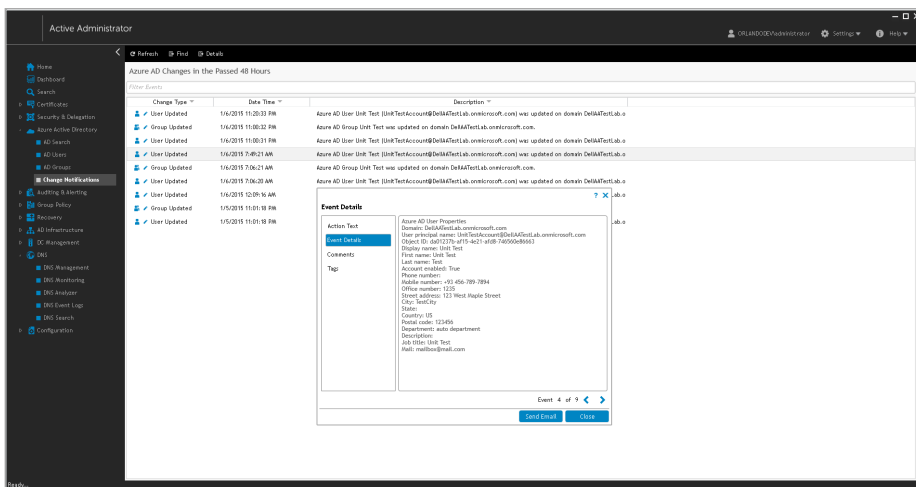 Active Administrator
ORLANDODEV\administrator Settings Help
Refresh Find Details
Home
Dashboard
Search
Certificates
Security & Delegation
Azure Active Directory
AD Search
AD Users
AD Groups
Change Notifications
Auditing & Alerting
Group Policy
Recovery
AD Infrastructure
DC Management
DNS
DNS Management
DNS Monitoring
DNS Analyzer
DNS Event Logs
DNS Search
Configuration
Azure AD Changes in the Passed 48 Hours
Filter Events
Change Type Date Time Description
User Updated 1/6/2015 11:20:33 PM Azure AD User Unit Test (UnitTestAccount@DellAATestLab.onmicrosoft.com) was updated on domain DellAATestLab.o
Group Updated 1/6/2015 11:00:32 PM Azure AD Group Unit Test was updated on domain DellAATestLab.onmicrosoft.com.
User Updated 1/6/2015 11:00:31 PM Azure AD User Unit Test (UnitTestAccount@DellAATestLab.onmicrosoft.com) was updated on domain DellAATestLab.o
User Updated 1/6/2015 7:49:21 AM Azure AD User Unit Test (UnitTestAccount@DellAATestLab.onmicrosoft.com) was updated on domain DellAATestLab.o
Group Updated 1/6/2015 7:06:21 AM Azure AD Group Unit Test was updated on domain DellAATestLab.onmicrosoft.com.
User Updated 1/6/2015 7:06:20 AM Azure AD User Unit Test (UnitTestAccount@DellAATestLab.onmicrosoft.com) was updated on domain DellAATestLab.o
User Updated 1/6/2015 12:09:16 AM Lab.o
Group Updated 1/5/2015 11:01:18 PM
User Updated 1/5/2015 11:01:18 PM Lab.o
?
Event Details
Action Text
Event Details
Comments
Tags
Azure AD User Properties
Domain: DellAATestLab.onmicrosoft.com
User principal name: UnitTestAccount@DellAATestLab.onmicrosoft.com
Object ID: da01237b-af15-4e21-afd8-746560e86663
Display name: Unit Test
First name: Unit Test
Last name: Test
Account enabled: True
Phone number:
Mobile number: +93 456-789-7894
Office number: 1235
Street address: 123 West Maple Street
City: TestCity
State:
Country: US
Postal code: 123456
Department: auto department
Description:
Job title: Unit Test
Mail: mailbox@mail.com
Event 4 of 9
Send Email Close
Ready...